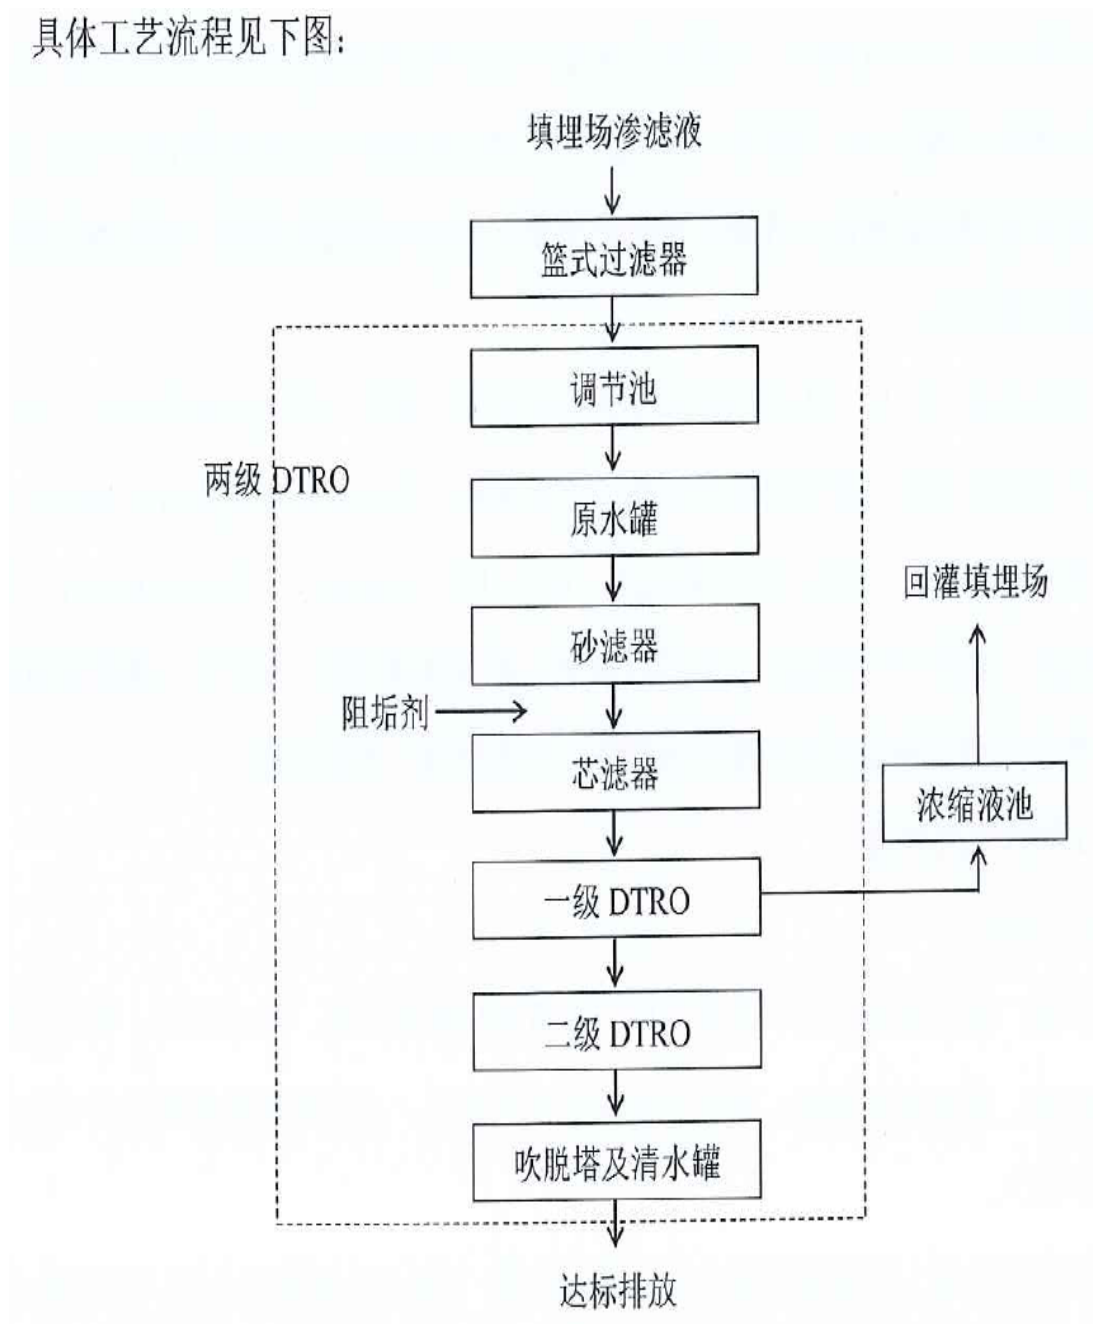 具体工艺流程见下图：
填埋场渗滤液
篮式过滤器
调节池
两级 DTRO
原水罐
回灌填埋场
砂滤器
阻垢剂
芯滤器
浓缩液池
一级 DTRO
二级 DTRO
吹脱塔及清水罐
达标排放